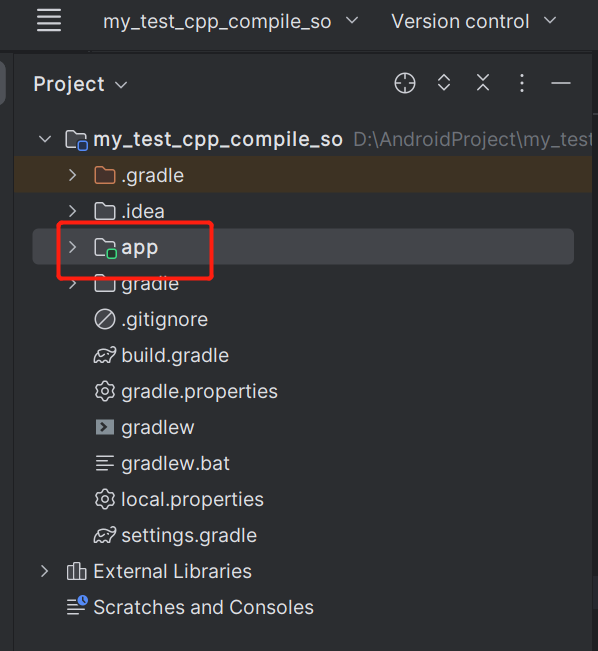 my_test_cpp_compile_so Version control
Project
my_test_cpp_compile_so D:\AndroidProject\my_test
.gradle
.idea
app
gradle
.gitignore
build.gradle
gradle.properties
gradlew
gradlew.bat
local.properties
settings.gradle
External Libraries
Scratches and Consoles